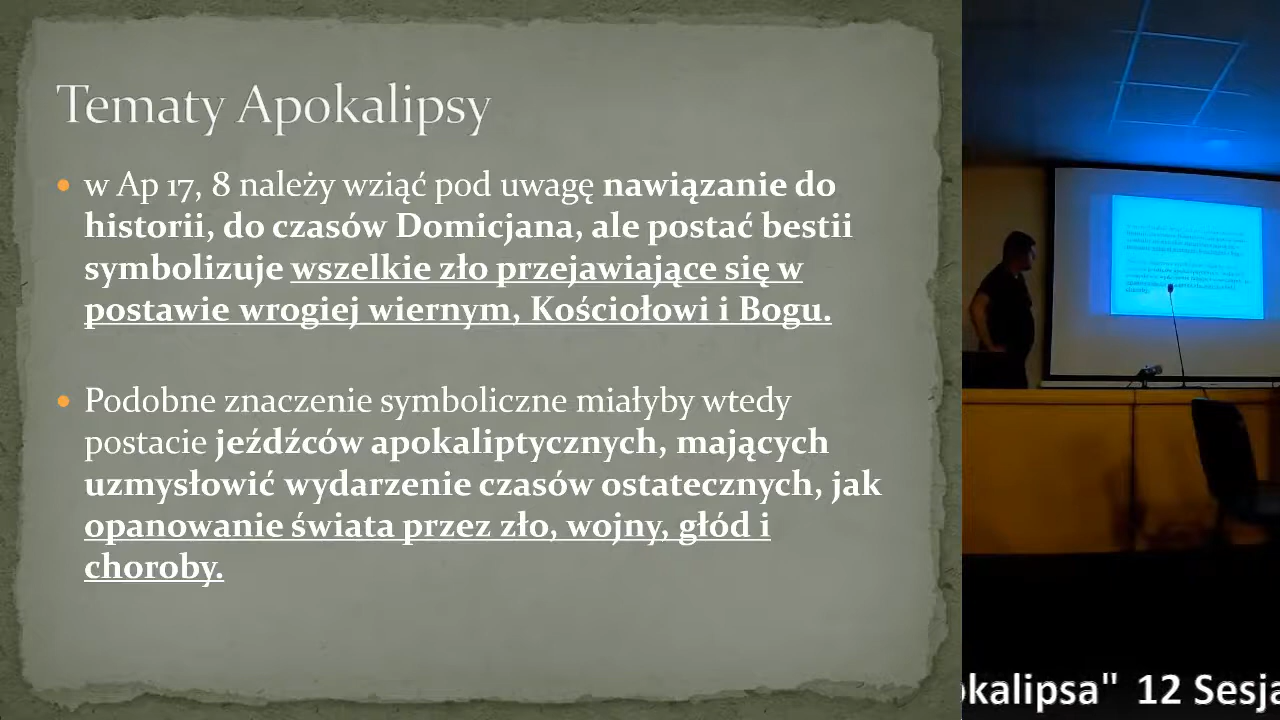 Tematy Apokalipsy
w Ap 17, 8 należy wziąć pod uwagę nawiązanie do
historii, do czasów Domicjana, ale postać bestii
symbolizuje wszelkie zło przejawiające się w
postawie wrogiej wiernym, Kościołowi i Bogu.
Podobne znaczenie symboliczne miałyby wtedy
postacie jeźdźców apokaliptycznych, mających
uzmysłowić wydarzenie czasów ostatecznych, jak
opanowanie świata przez zło, wojny, głód i
choroby.
okalipsa" 12 Sesja